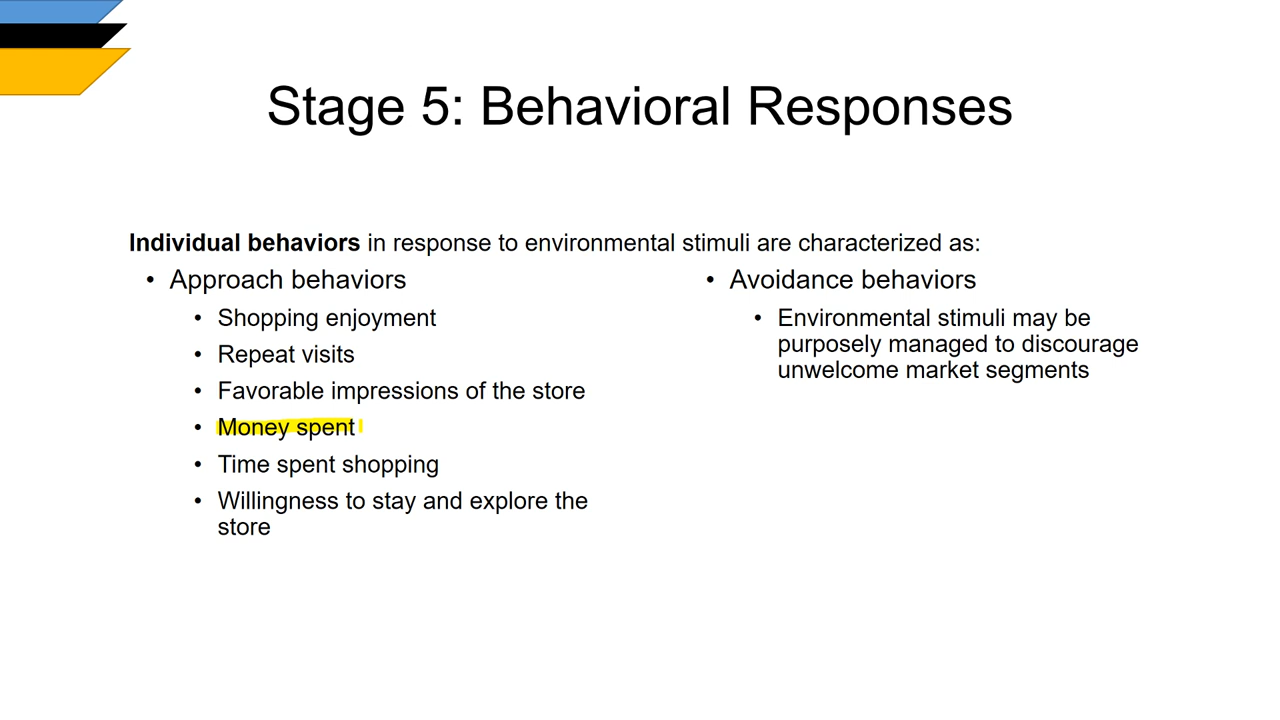 Stage 5: Behavioral Responses
Individual behaviors in response to environmental stimuli are characterized as:
• Approach behaviors
• Shopping enjoyment
• Repeat visits
• Favorable impressions of the store
• Money spent
• Time spent shopping
• Willingness to stay and explore the
store
• Avoidance behaviors
• Environmental stimuli may be
purposely managed to discourage
unwelcome market segments